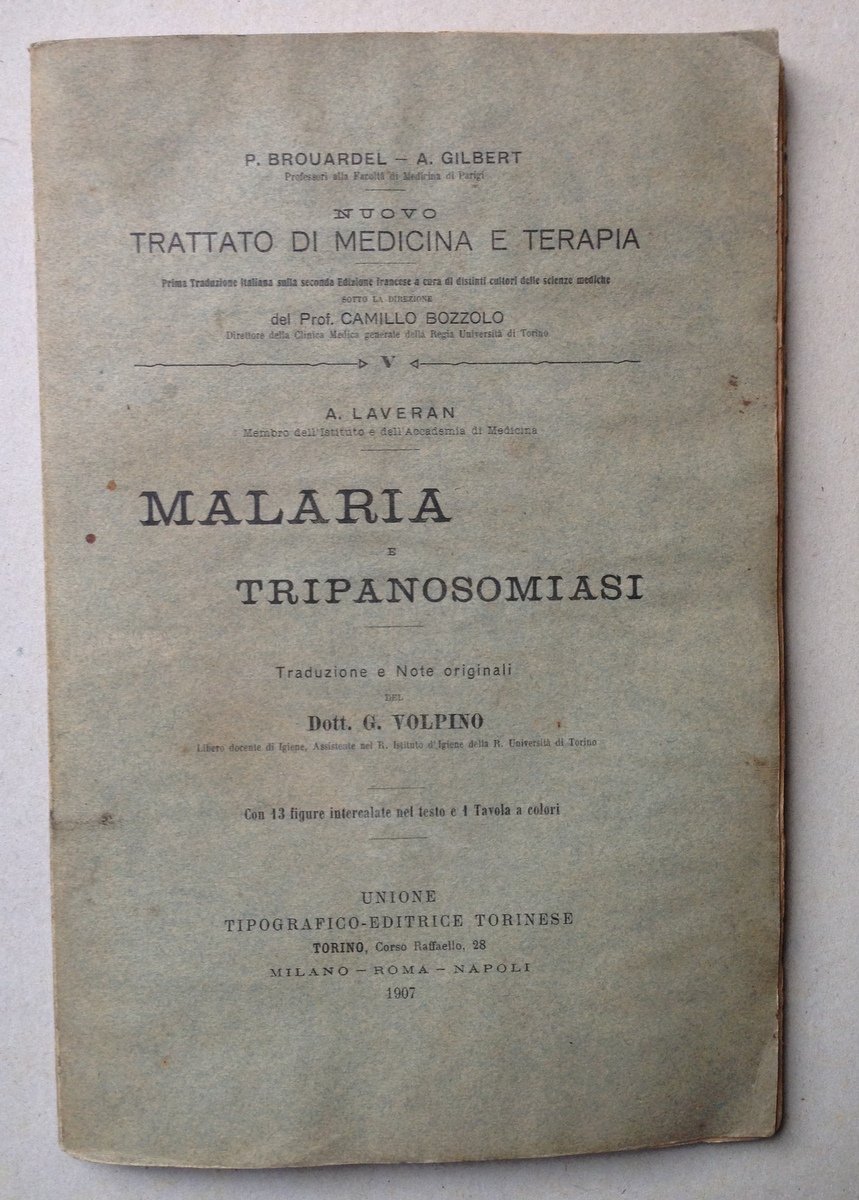 P. BROUARDEL — A. GILBERT
Professori alla Facoltà di Medicina di Parigi
NUOVO
TRATTATO DI MEDICINA E TERAPIA
Prima Traduzione italiana sulla seconda Edizione francese a cura di distinti cultori delle scienze mediche
SOTTO LA DIREZIONE
del Prof. CAMILLO BOZZOLO
Direttore della Clinica Medica generale della Regia Università di Torino
V
A. LAVERAN
Membro dell'Istituto e dell'Accademia di Medicina
MALARIA
E
TRIPANOSOMIASI
Traduzione e Note originali
DEL
Dott. G. VOLPINO
Libero docente di Igiene, Assistente nel R. Istituto d'Igiene della R. Università di Torino
Con 13 figure intercalate nel testo e 1 Tavola a colori
UNIONE
TIPOGRAFICO-EDITRICE TORINESE
TORINO, Corso Raffaello, 28
MILANO — ROMA — NAPOLI
1907